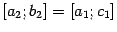 [a₂; b₂] = [a₁; c₁]